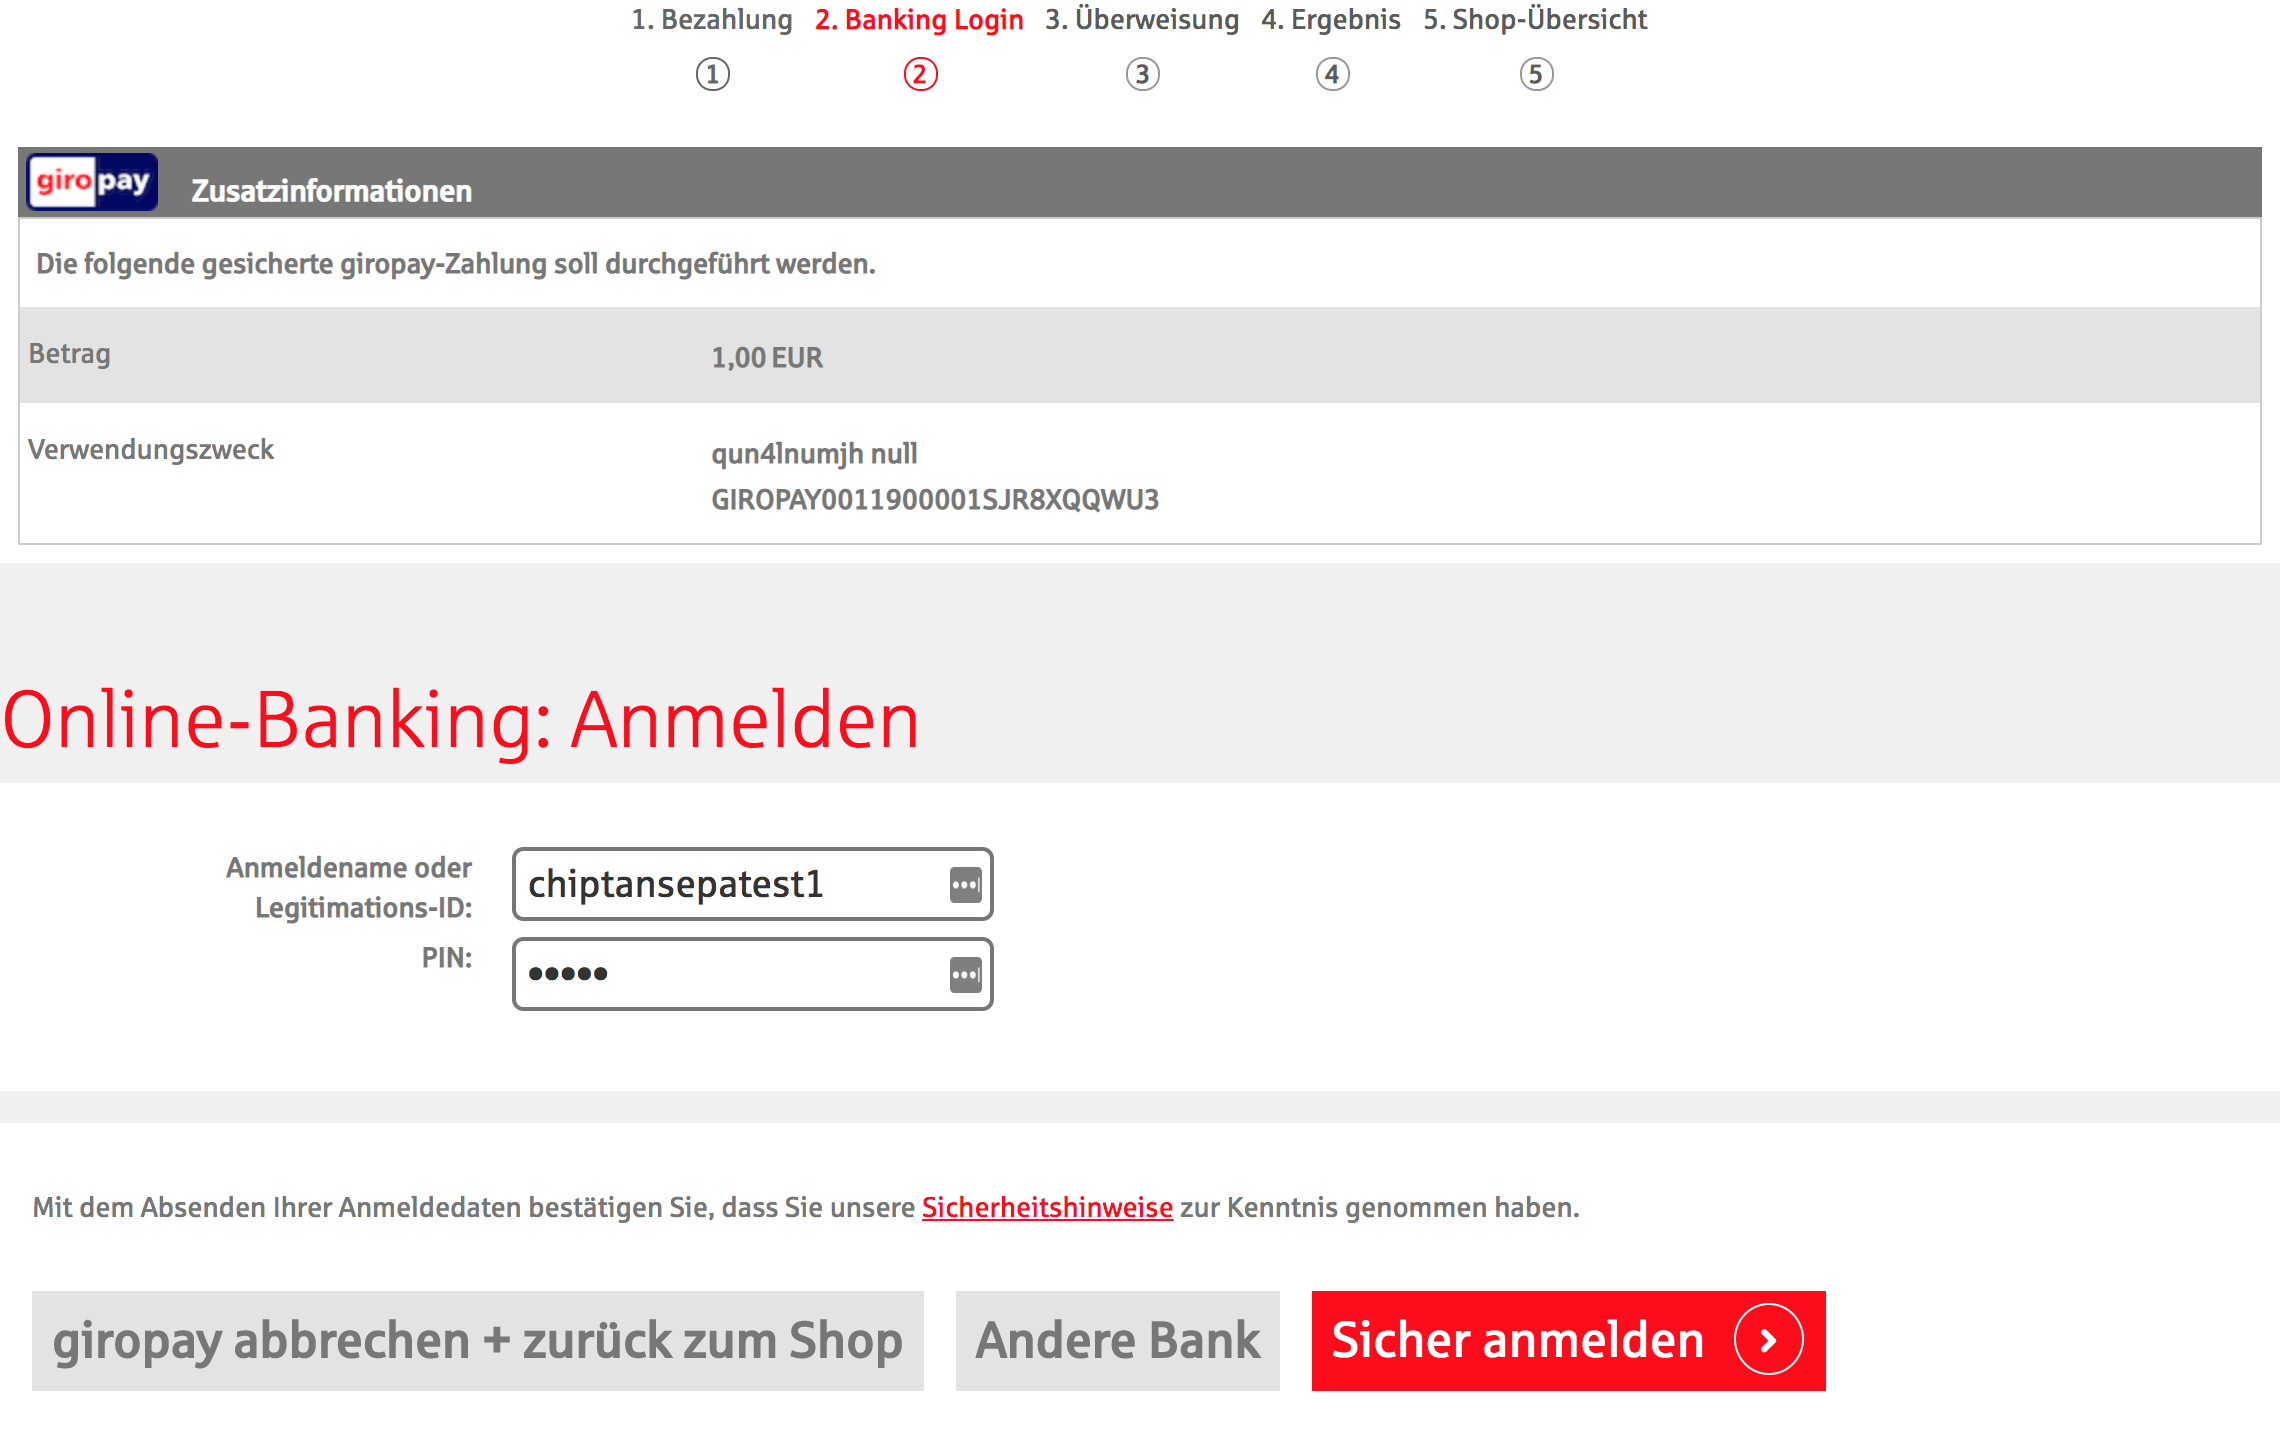 1. Bezahlung 2. Banking Login 3. Überweisung 4. Ergebnis 5. Shop-Übersicht
1 2 3 4 5
giropay Zusatzinformationen
Die folgende gesicherte giropay-Zahlung soll durchgeführt werden.
Betrag 1,00 EUR
Verwendungszweck qun4lnumjh null
GIROPAY0011900001SJR8XQQWU3
Online-Banking: Anmelden
Anmeldename oder
Legitimations-ID: chiptansepatest1
PIN: •••••
Mit dem Absenden Ihrer Anmeldedaten bestätigen Sie, dass Sie unsere Sicherheitshinweise zur Kenntnis genommen haben.
giropay abbrechen + zurück zum Shop Andere Bank Sicher anmelden